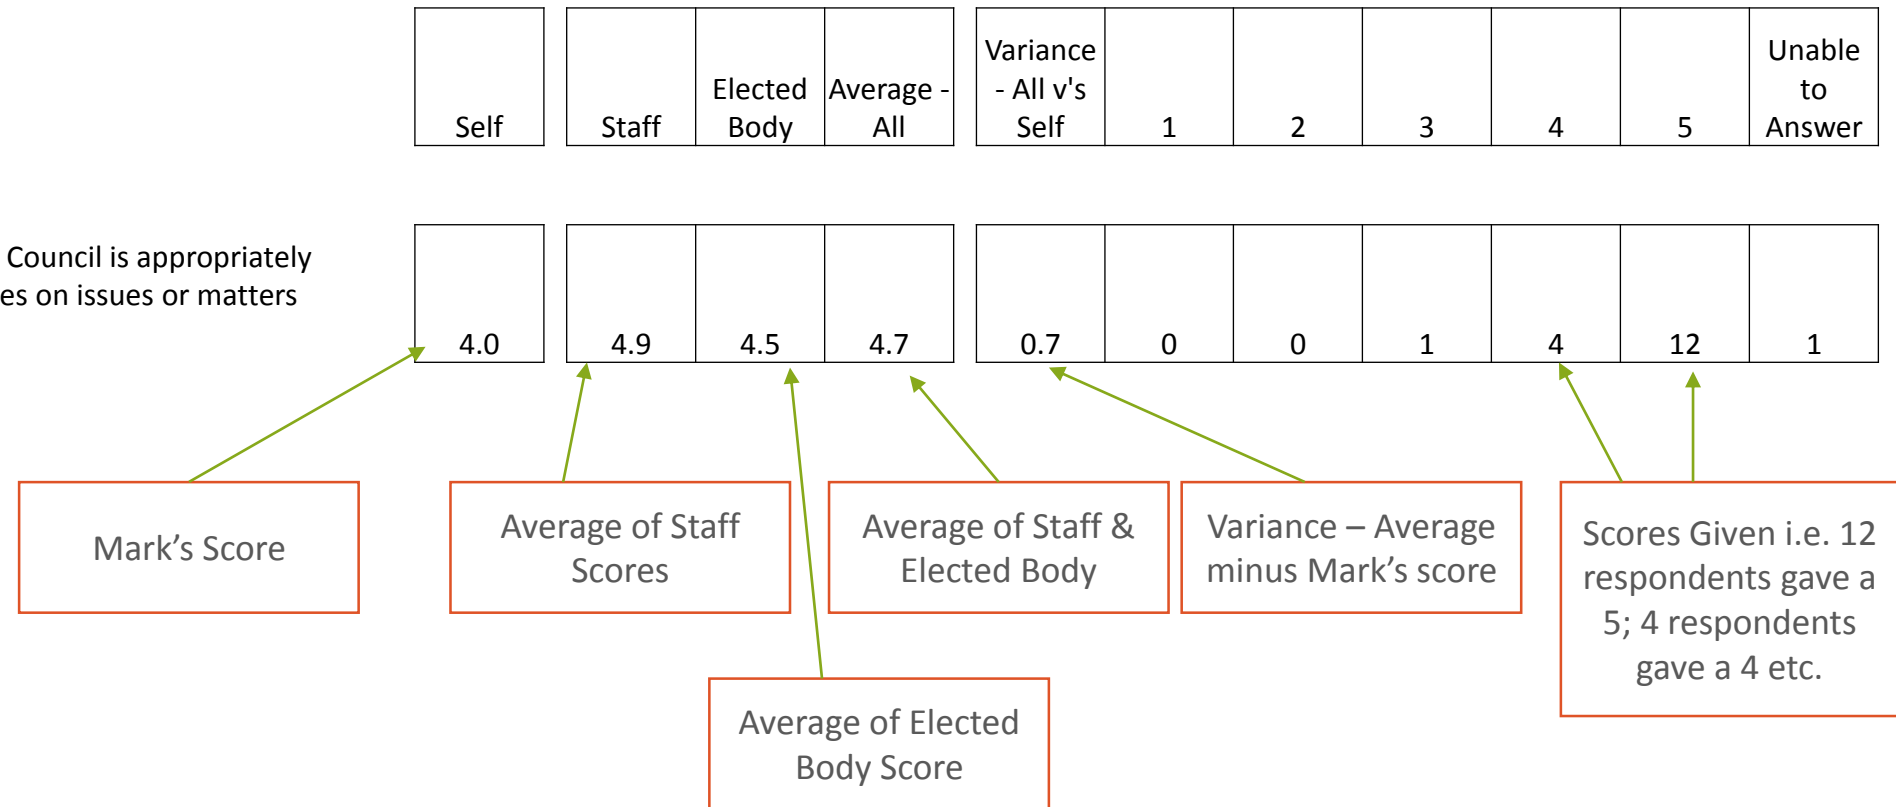 Self
Staff
Elected
Body
Average -
All
Variance
- All v's
Self
1
2
3
4
5
Unable
to
Answer
Council is appropriately
es on issues or matters
4.0
4.9
4.5
4.7
0.7
0
0
1
4
12
1
Mark’s Score
Average of Staff
Scores
Average of Staff &
Elected Body
Variance – Average
minus Mark’s score
Scores Given i.e. 12
respondents gave a
5; 4 respondents
gave a 4 etc.
Average of Elected
Body Score